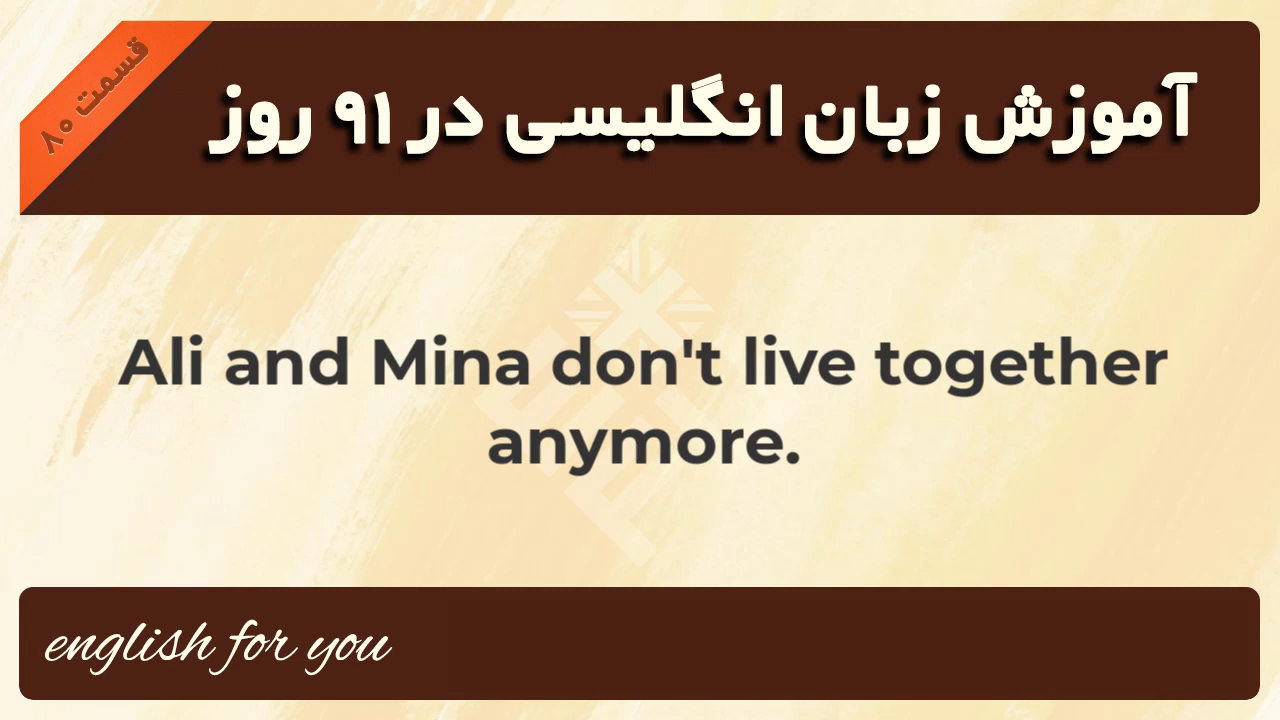 قسمت ۸۰
آموزش زبان انگلیسی در ۹۱ روز
Ali and Mina don't live together
anymore.
english for you